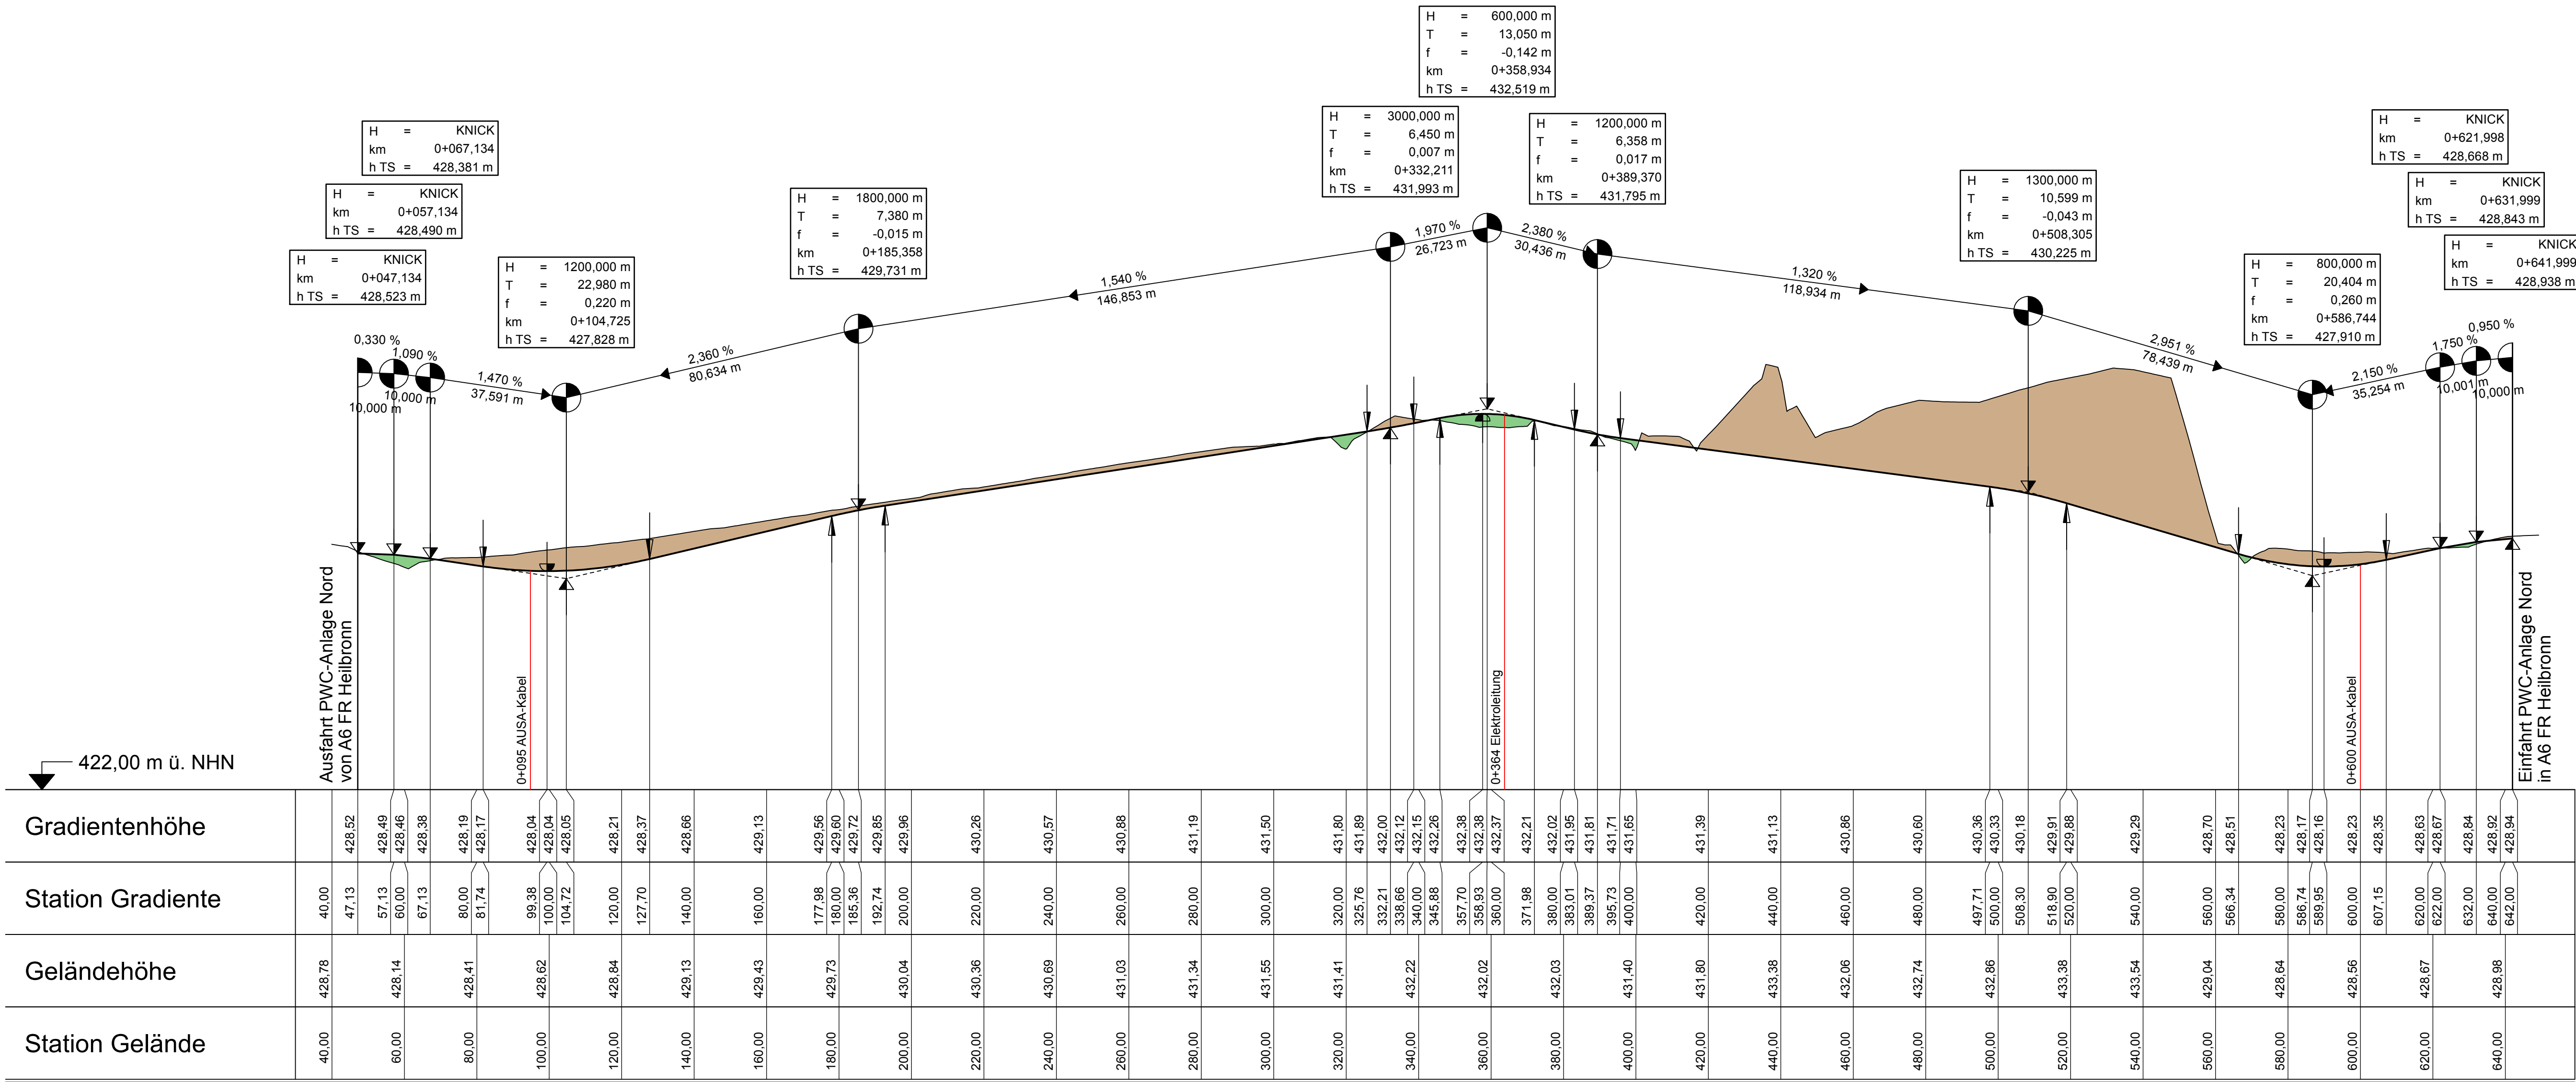 H = 600,000 m
T = 13,050 m
f = -0,142 m
km 0+358,934
h TS = 432,519 m
H = 3000,000 m
T = 6,450 m
f = 0,007 m
km 0+332,211
h TS = 431,993 m
H = 1200,000 m
T = 6,358 m
f = 0,017 m
km 0+389,370
h TS = 431,795 m
H = KNICK
km 0+067,134
h TS = 428,381 m
H = KNICK
km 0+057,134
h TS = 428,490 m
H = KNICK
km 0+047,134
h TS = 428,523 m
H = 1200,000 m
T = 22,980 m
f = 0,220 m
km 0+104,725
h TS = 427,828 m
H = 1800,000 m
T = 7,380 m
f = -0,015 m
km 0+185,358
h TS = 429,731 m
H = 1300,000 m
T = 10,599 m
f = -0,043 m
km 0+508,305
h TS = 430,225 m
H = 800,000 m
T = 20,404 m
f = 0,260 m
km 0+586,744
h TS = 427,910 m
H = KNICK
km 0+621,998
h TS = 428,668 m
H = KNICK
km 0+631,999
h TS = 428,843 m
H = KNICK
km 0+641,999
h TS = 428,938 m
0,330 %
10,000 m
1,090 %
10,000 m
1,470 %
37,591 m
2,360 %
80,634 m
1,540 %
146,853 m
1,970 %
26,723 m
2,380 %
30,436 m
1,320 %
118,934 m
2,951 %
78,439 m
2,150 %
35,254 m
1,750 %
10,001 m
0,950 %
10,000 m
Ausfahrt PWC-Anlage Nord
von A6 FR Heilbronn
0+095 AUSA-Kabel
0+364 Elektroleitung
0+600 AUSA-Kabel
Einfahrt PWC-Anlage Nord
in A6 FR Heilbronn
422,00 m ü. NHN
Gradientenhöhe 428,52 428,49 428,46 428,38 428,19 428,17 428,04 428,04 428,05 428,21 428,37 428,66 429,13 429,56 429,60 429,72 429,85 429,96 430,26 430,57 430,88 431,19 431,50 431,80 431,89 432,00 432,12 432,15 432,26 432,38 432,38 432,37 432,21 432,02 431,95 431,81 431,71 431,65 431,39 431,13 430,86 430,60 430,36 430,33 430,18 429,91 429,88 429,29 428,70 428,51 428,23 428,17 428,16 428,23 428,35 428,63 428,67 428,84 428,92 428,94
Station Gradiente 40,00 47,13 57,13 60,00 67,13 80,00 81,74 99,38 100,00 104,72 120,00 127,70 140,00 160,00 177,98 180,00 185,36 192,74 200,00 220,00 240,00 260,00 280,00 300,00 320,00 325,76 332,21 338,66 340,00 345,88 357,70 358,93 360,00 371,98 380,00 383,01 389,37 395,73 400,00 420,00 440,00 460,00 480,00 497,71 500,00 508,30 518,90 520,00 540,00 560,00 566,34 580,00 586,74 589,95 600,00 607,15 620,00 622,00 632,00 640,00 642,00
Geländehöhe 428,78 428,14 428,41 428,62 428,84 429,13 429,43 429,73 430,04 430,36 430,69 431,03 431,34 431,55 431,41 432,22 432,02 432,03 431,40 431,80 433,38 432,06 432,74 432,86 433,38 433,54 429,04 428,64 428,56 428,67 428,98
Station Gelände 40,00 60,00 80,00 100,00 120,00 140,00 160,00 180,00 200,00 220,00 240,00 260,00 280,00 300,00 320,00 340,00 360,00 380,00 400,00 420,00 440,00 460,00 480,00 500,00 520,00 540,00 560,00 580,00 600,00 620,00 640,00